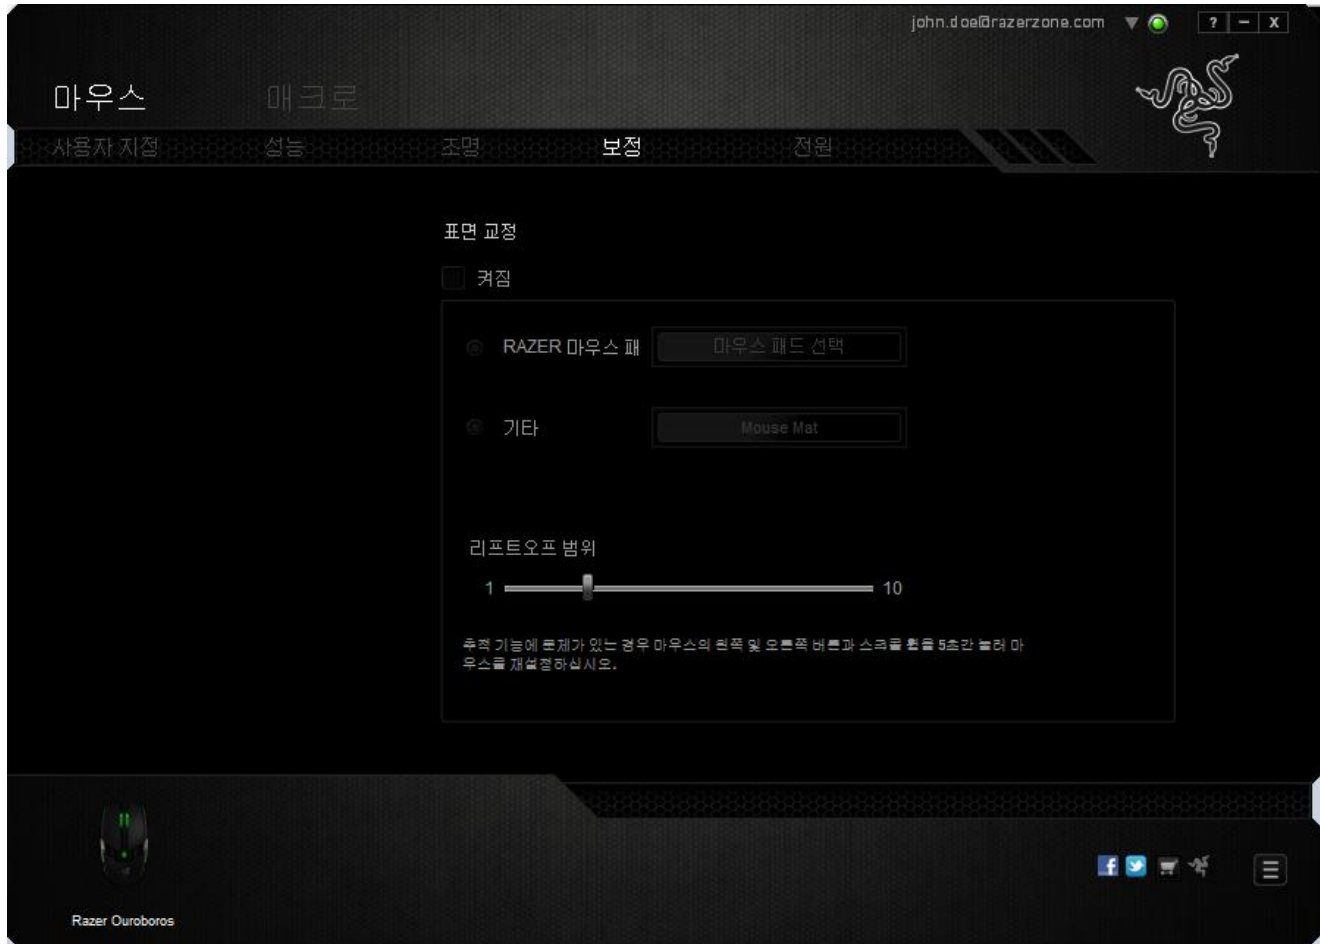 john.doe@razerzone.com
? – X
마우스 매크로
사용자 지정 성능 조명 보정 전원
표면 교정
켜짐
RAZER 마우스 패 마우스 패드 선택
기타 Mouse Mat
리프트오프 범위
1 10
추적 기능에 문제가 있는 경우 마우스의 왼쪽 및 오른쪽 버튼과 스크롤 휠을 5초간 눌러 마
우스를 재설정하십시오.
Razer Ouroboros